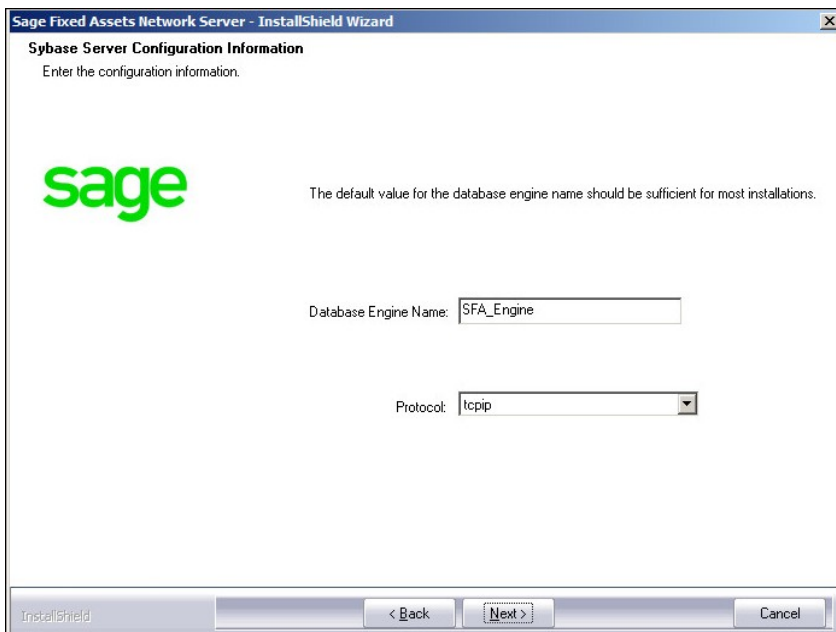 Sage Fixed Assets Network Server - InstallShield Wizard
Sybase Server Configuration Information
Enter the configuration information.
sage
The default value for the database engine name should be sufficient for most installations.
Database Engine Name: SFA_Engine
Protocol: tcpip
InstallShield
< Back Next > Cancel